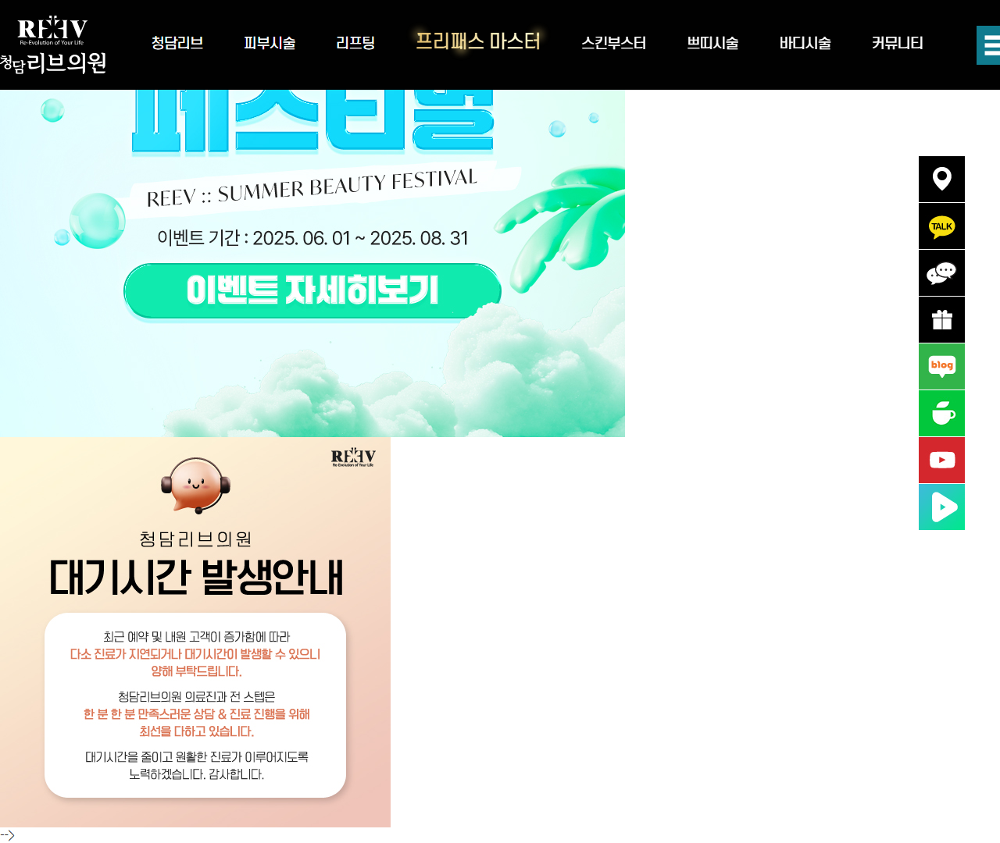 REEV
Re-Evolution of Your Life
청담리브의원
청담리브 피부시술 리프팅 프리패스 마스터 스킨부스터 쁘띠시술 바디시술 커뮤니티
페스티벌
REEV :: SUMMER BEAUTY FESTIVAL
이벤트 기간 : 2025. 06. 01 ~ 2025. 08. 31
이벤트 자세히보기
TALK
blog
REEV
Re-Evolution of Your Life
청담리브의원
대기시간 발생안내
최근 예약 및 내원 고객이 증가함에 따라
다소 진료가 지연되거나 대기시간이 발생할 수 있으니
양해 부탁드립니다.
청담리브의원 의료진과 전 스텝은
한 분 한 분 만족스러운 상담 & 진료 진행을 위해
최선을 다하고 있습니다.
대기시간을 줄이고 원활한 진료가 이루어지도록
노력하겠습니다. 감사합니다.
-->